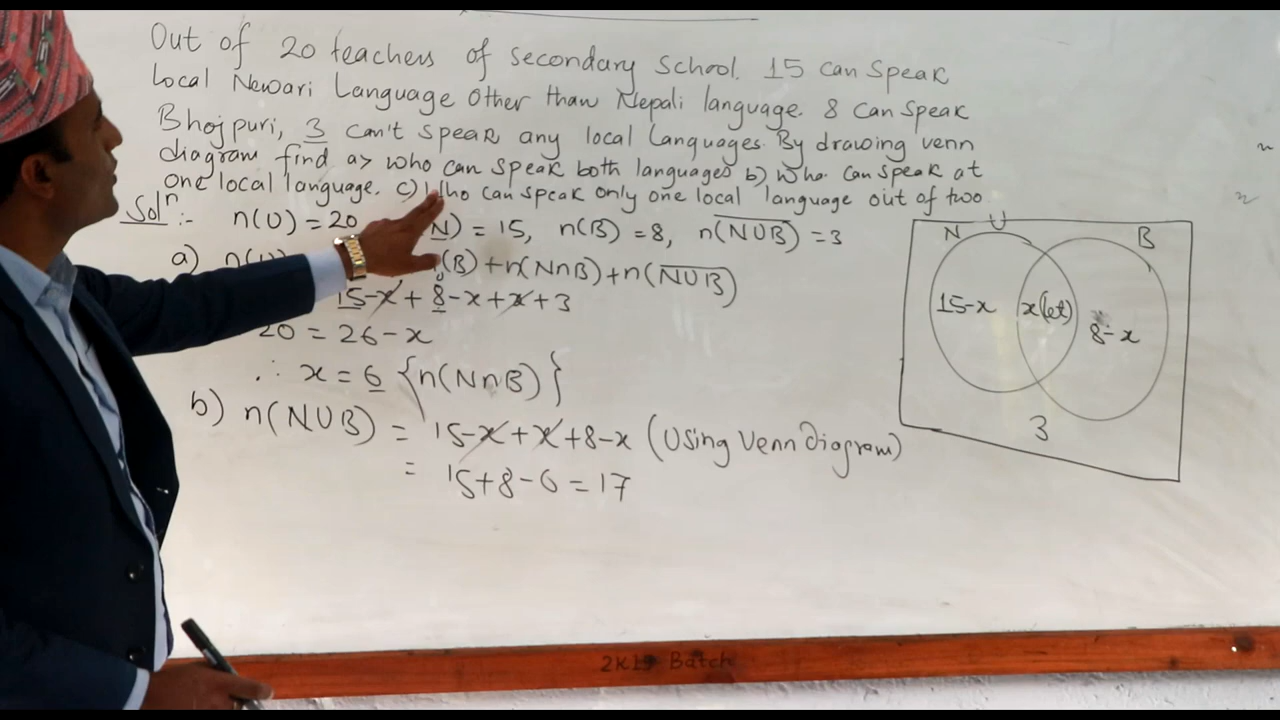 Out of 20 teachers of secondary School. 15 can Speak
Local Newari Language Other than Nepali language. 8 can speak
Bhojpuri, 3 can't speak any local languages. By drawing venn
diagram find a> who can speak both languages b) who can speak at
one local language. c) Who can speak only one local language out of two
Solⁿ :- n(U) = 20 N) = 15, n(B) = 8, n(\overline{N∪B}) = 3
a) (B) + n(N∩B) + n(\overline{N∪B})
15-x + 8-x + x + 3
20 = 26 - x
∴ x = 6 {n(N∩B)}
b) n(N∪B) = 15-x + x + 8-x (Using Venn Diagram)
= 15+8-6 = 17
N U B
15-x x(let) 8-x
3
2K19 Batch